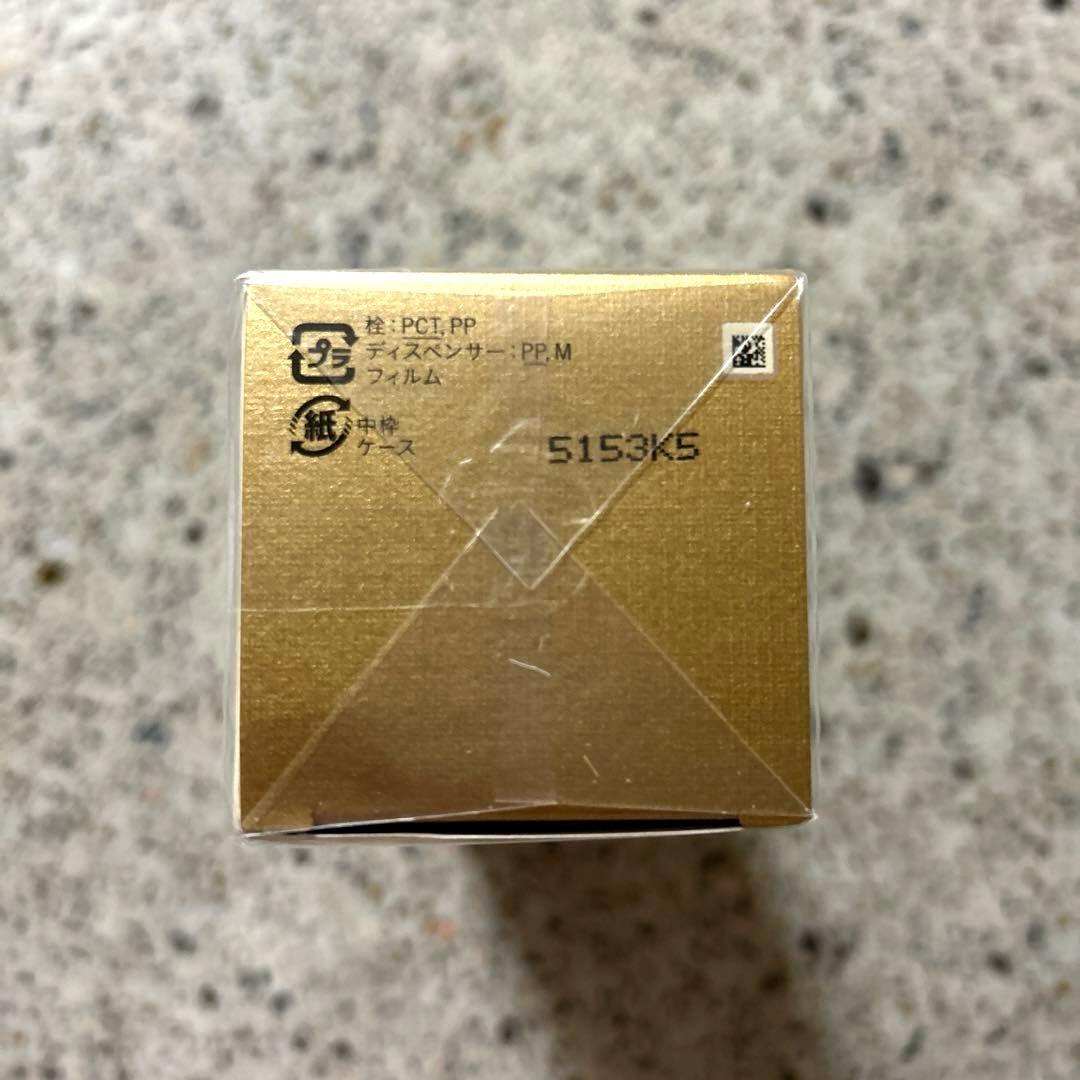 プラ
栓：PCT, PP
ディスペンサー：PP, M
フィルム
紙
中枠
ケース
5153K5